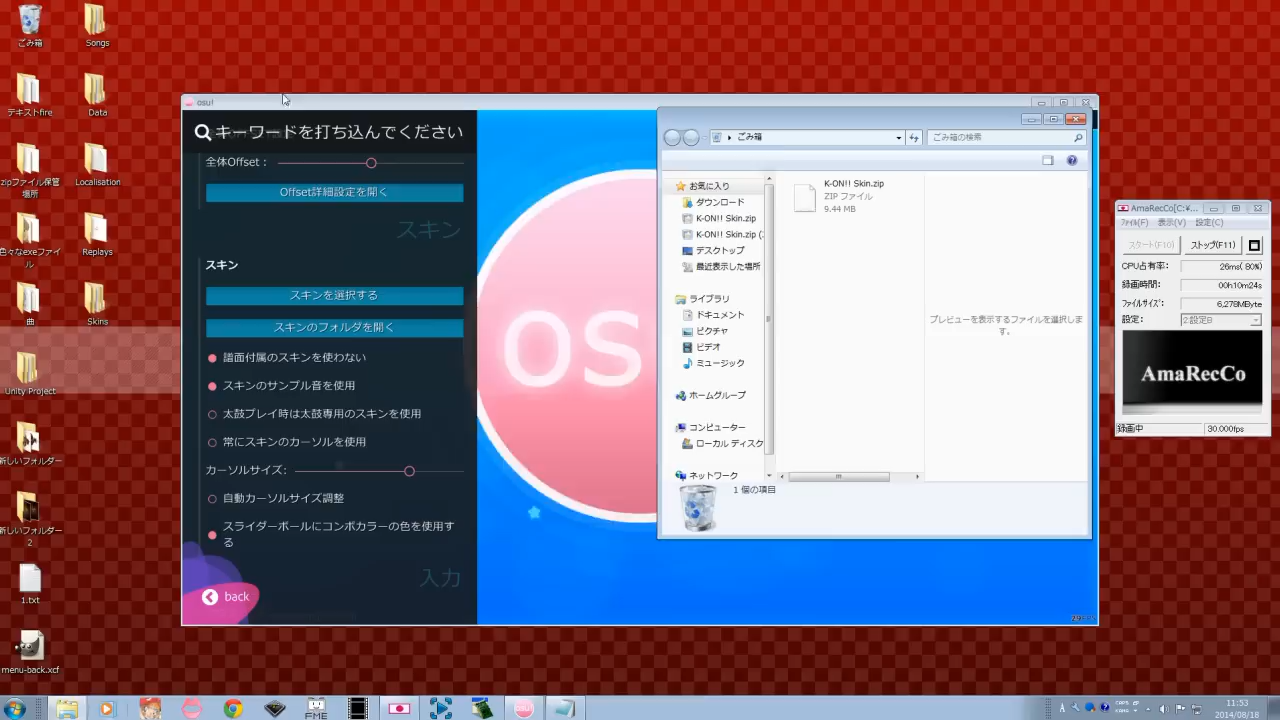 ごみ箱
Songs
テキストfire
Data
zipファイル保管
場所
Localisation
色々なexeファイ
ル
Replays
曲
Skins
Unity Project
新しいフォルダー
新しいフォルダー
2
1.txt
menu-back.xcf
osu!
キーワードを打ち込んでください
全体Offset：
Offset詳細設定を開く
スキン
スキン
スキンを選択する
スキンのフォルダを開く
譜面付属のスキンを使わない
スキンのサンプル音を使用
太鼓プレイ時は太鼓専用のスキンを使用
常にスキンのカーソルを使用
カーソルサイズ:
自動カーソルサイズ調整
スライダーボールにコンボカラーの色を使用す
る
入力
back
os
ごみ箱
ごみ箱の検索
お気に入り
ダウンロード
K-ON!! Skin.zip
K-ON!! Skin.zip (
デスクトップ
最近表示した場所
ライブラリ
ドキュメント
ピクチャ
ビデオ
ミュージック
ホームグループ
コンピューター
ローカル ディスク
ネットワーク
K-ON!! Skin.zip
ZIP ファイル
9.44 MB
プレビューを表示するファイルを選択しま
す。
1 個の項目
AmaRecCo[C:¥...
ファイル(F) 表示(V) 設定(C)
スタート(F10) ストップ(F11)
CPU占有率: 26ms( 80%)
録画時間: 00h10m24s
ファイルサイズ: 6,278MByte
設定: 2:設定B
AmaRecCo
録画中 30.000fps
FME
A
CAPS
KANA
11:53
2014/08/18